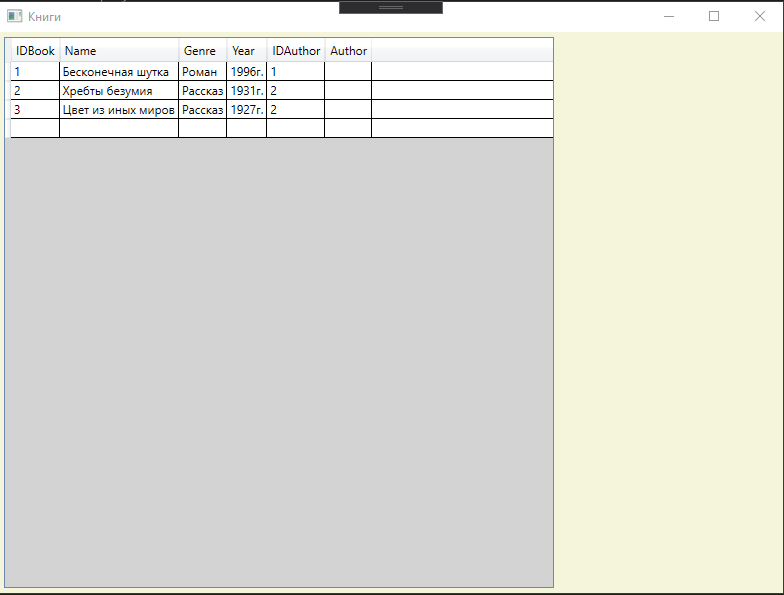 Книги
IDBook Name Genre Year IDAuthor Author
1 Бесконечная шутка Роман 1996г. 1
2 Хребты безумия Рассказ 1931г. 2
3 Цвет из иных миров Рассказ 1927г. 2